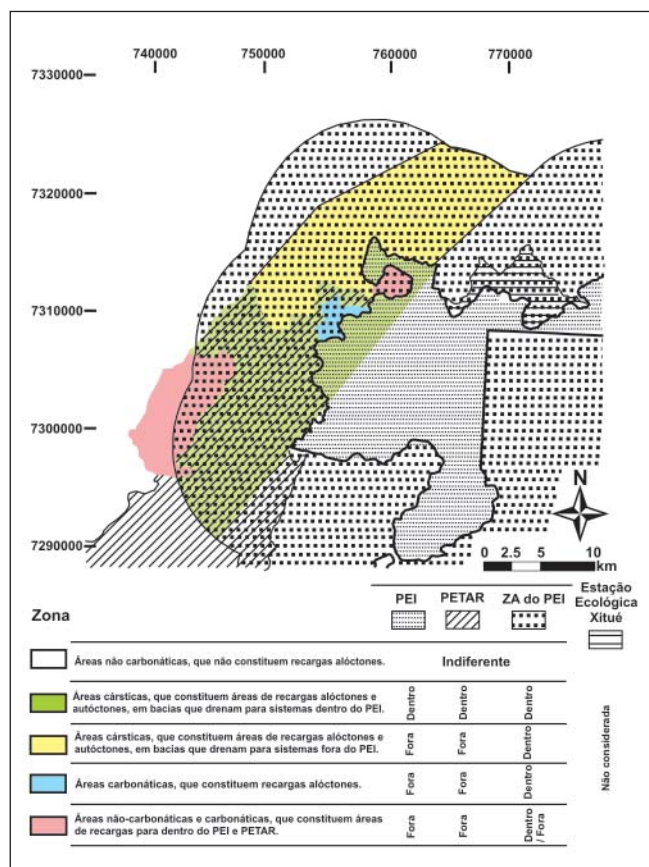 740000 750000 760000 770000
7330000
7320000
7310000
7300000
7290000
N
0 2.5 5 10
km
Zona
PEI PETAR ZA do PEI Estação
Ecológica
Xitué
Áreas não carbonáticas, que não constituem recargas alóctones. Indiferente
Áreas cársticas, que constituem áreas de recargas alóctones e
autóctones, em bacias que drenam para sistemas dentro do PEI.
Dentro Dentro Dentro
Áreas cársticas, que constituem áreas de recargas alóctones e
autóctones, em bacias que drenam para sistemas fora do PEI.
Fora Fora Dentro
Áreas carbonáticas, que constituem recargas alóctones.
Fora Fora Dentro
Áreas não-carbonáticas e carbonáticas, que constituem áreas
de recargas para dentro do PEI e PETAR.
Fora Fora Dentro
/ Fora
Não considerada